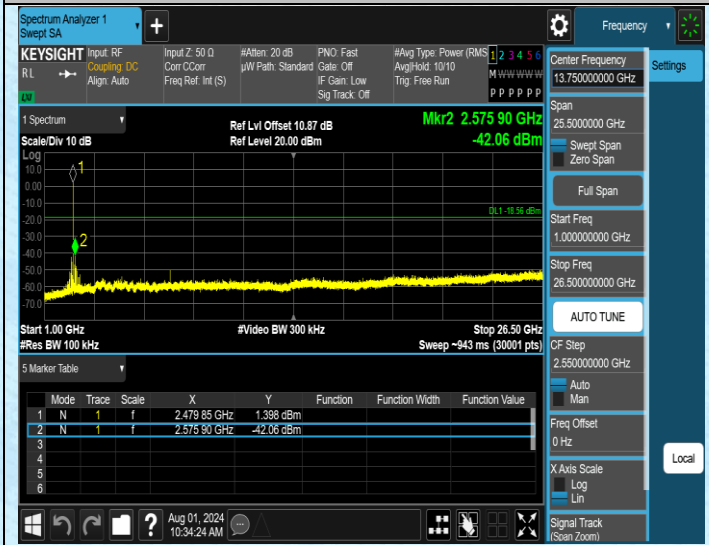 Spectrum Analyzer 1
Swept SA
+
Frequency
KEYSIGHT
RL
LU
Input: RF
Coupling: DC
Align: Auto
Input Z: 50 Ω
Corr CCorr
Freq Ref: Int (S)
#Atten: 20 dB
µW Path: Standard
PNO: Fast
Gate: Off
IF Gain: Low
Sig Track: Off
#Avg Type: Power (RMS
Avg|Hold: 10/10
Trig: Free Run
1 2 3 4 5 6
M W W W W W
P P P P P P
1 Spectrum
Scale/Div 10 dB
Ref Lvl Offset 10.87 dB
Ref Level 20.00 dBm
Mkr2 2.575 90 GHz
-42.06 dBm
Log
10.0
0.00
-10.0
-20.0
-30.0
-40.0
-50.0
-60.0
-70.0
1
2
DL1 -18.56 dBm
Start 1.00 GHz
#Res BW 100 kHz
#Video BW 300 kHz
Stop 26.50 GHz
Sweep ~943 ms (30001 pts)
5 Marker Table
Mode Trace Scale X Y Function Function Width Function Value
1 N 1 f 2.479 85 GHz 1.398 dBm
2 N 1 f 2.575 90 GHz -42.06 dBm
3
4
5
6
Aug 01, 2024
10:34:24 AM
?
Center Frequency
13.750000000 GHz
Span
25.5000000 GHz
Swept Span
Zero Span
Full Span
Start Freq
1.000000000 GHz
Stop Freq
26.500000000 GHz
AUTO TUNE
CF Step
2.550000000 GHz
Auto
Man
Freq Offset
0 Hz
X Axis Scale
Log
Lin
Signal Track
(Span Zoom)
Settings
Local